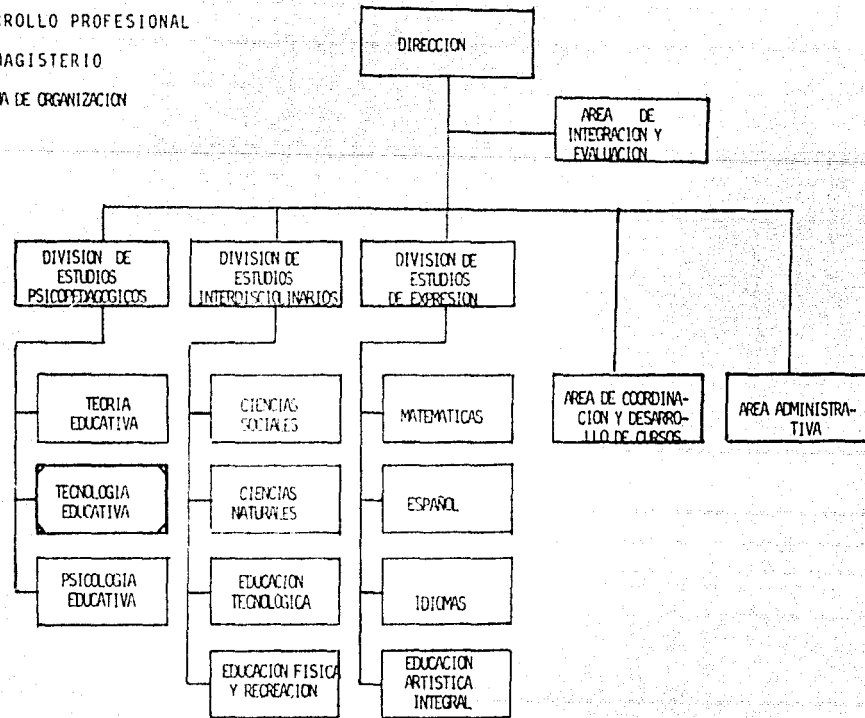 ROLLO PROFESIONAL
MAGISTERIO
DE ORGANIZACION
DIRECCION
AREA DE
INTEGRACION Y
EVALUACION
DIVISION DE
ESTUDIOS
PSICOPEDAGOGICOS
DIVISION DE
ESTUDIOS
INTERDISCIPLINARIOS
DIVISION DE
ESTUDIOS
DE EXPRESION
TEORIA
EDUCATIVA
TECNOLOGIA
EDUCATIVA
PSICOLOGIA
EDUCATIVA
CIENCIAS
SOCIALES
CIENCIAS
NATURALES
EDUCACION
TECNOLOGICA
EDUCACION FISICA
Y RECREACION
MATEMATICAS
ESPAÑOL
IDIOMAS
EDUCACION
ARTISTICA
INTEGRAL
AREA DE COORDINA-
CION Y DESARRO-
LLO DE CURSOS
AREA ADMINISTRA-
TIVA